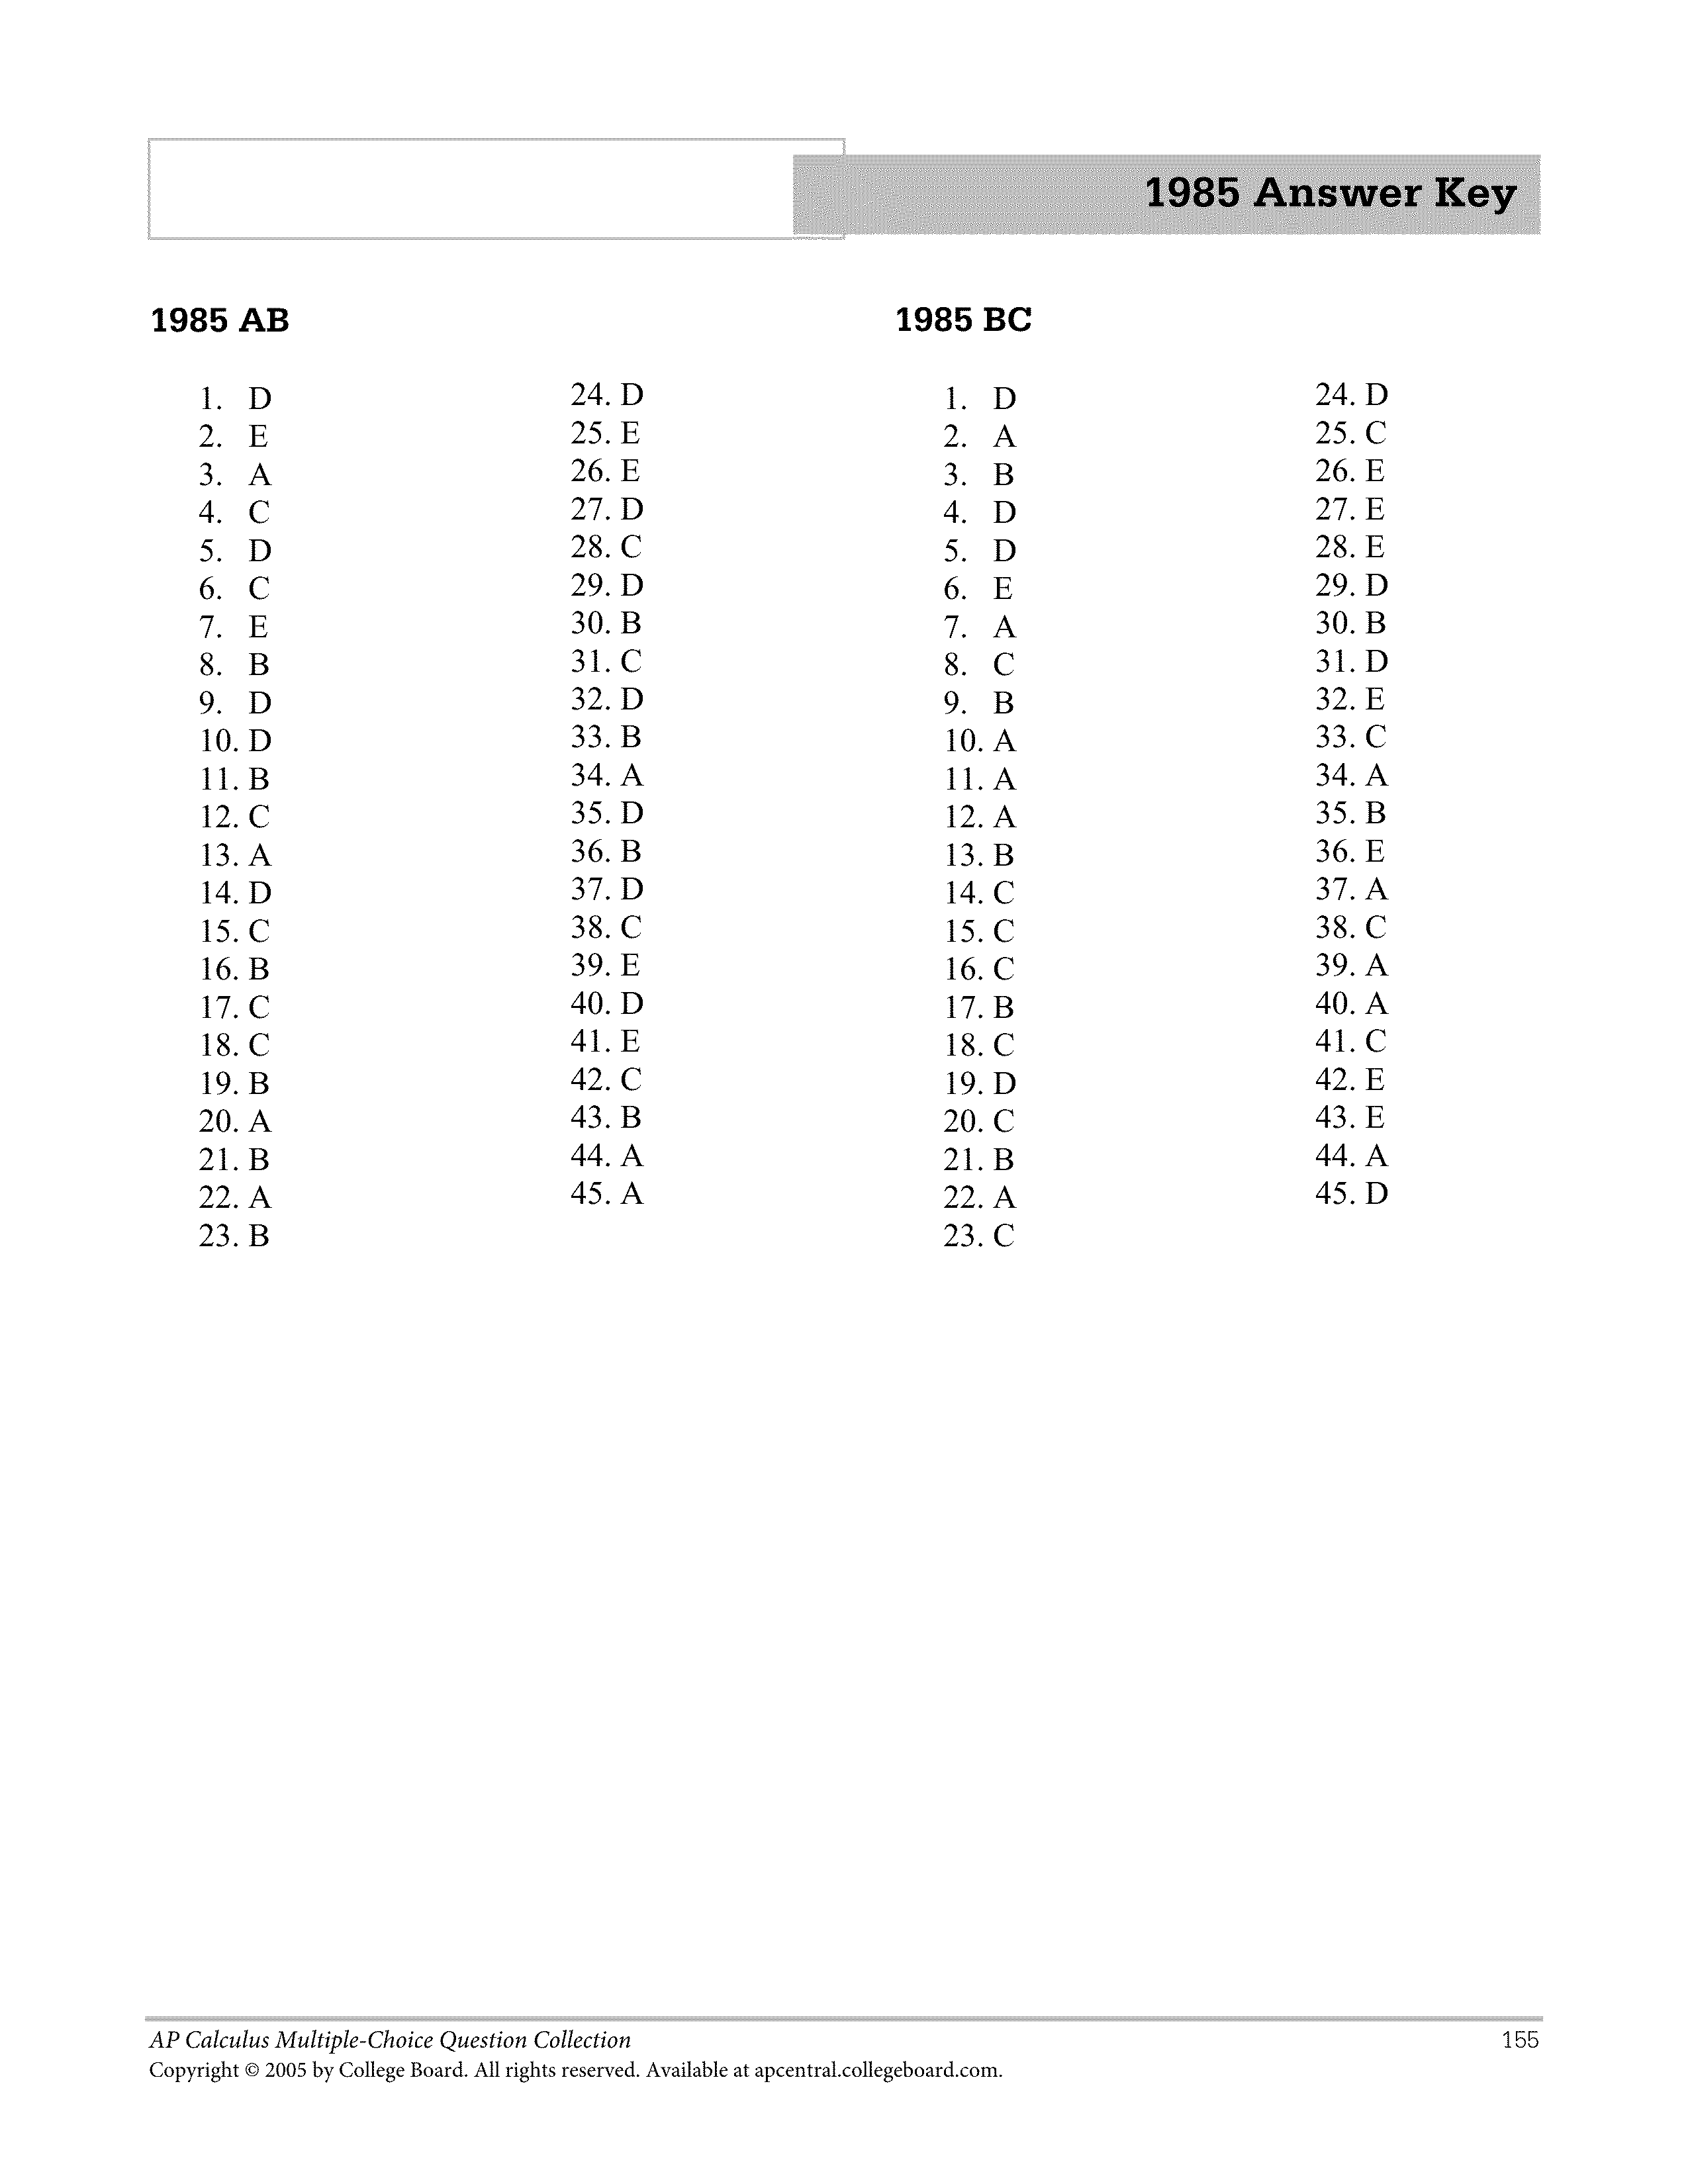 1985 Answer Key
1985 AB
1. D
2. E
3. A
4. C
5. D
6. C
7. E
8. B
9. D
10. D
11. B
12. C
13. A
14. D
15. C
16. B
17. C
18. C
19. B
20. A
21. B
22. A
23. B
24. D
25. E
26. E
27. D
28. C
29. D
30. B
31. C
32. D
33. B
34. A
35. D
36. B
37. D
38. C
39. E
40. D
41. E
42. C
43. B
44. A
45. A
1985 BC
1. D
2. A
3. B
4. D
5. D
6. E
7. A
8. C
9. B
10. A
11. A
12. A
13. B
14. C
15. C
16. C
17. B
18. C
19. D
20. C
21. B
22. A
23. C
24. D
25. C
26. E
27. E
28. E
29. D
30. B
31. D
32. E
33. C
34. A
35. B
36. E
37. A
38. C
39. A
40. A
41. C
42. E
43. E
44. A
45. D
AP Calculus Multiple-Choice Question Collection 155
Copyright © 2005 by College Board. All rights reserved. Available at apcentral.collegeboard.com.